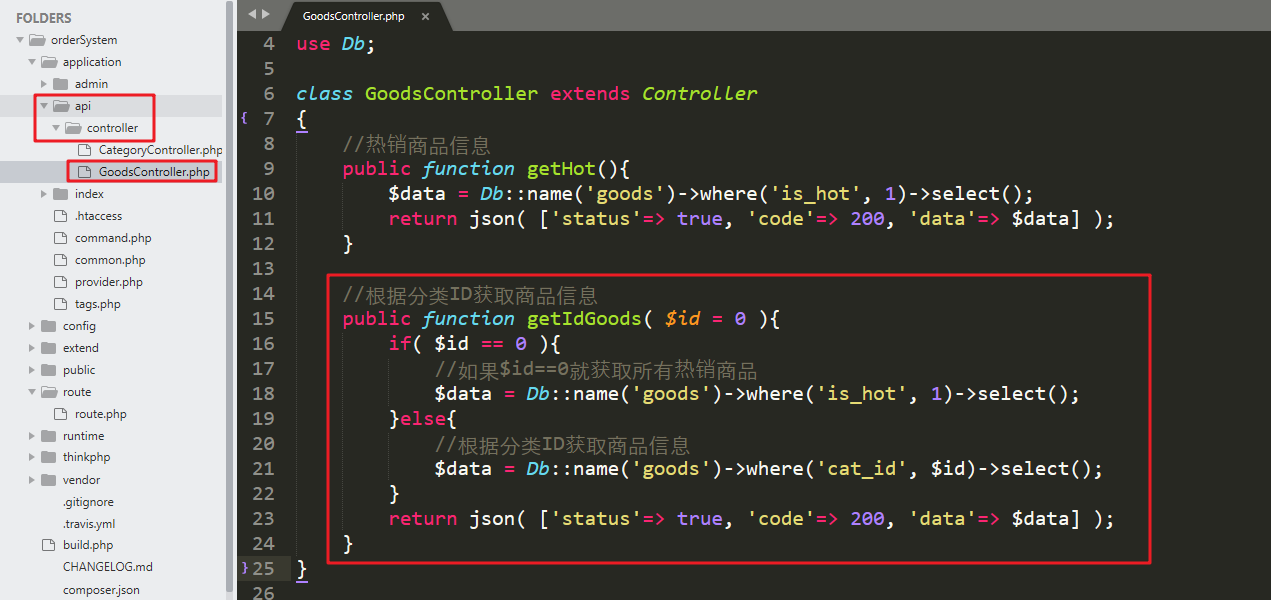 FOLDERS
orderSystem
application
admin
api
controller
CategoryController.php
GoodsController.php
index
.htaccess
command.php
common.php
provider.php
tags.php
config
extend
public
route
route.php
runtime
thinkphp
vendor
.gitignore
.travis.yml
build.php
CHANGELOG.md
composer.json
GoodsController.php ×
4 use Db;
5
6 class GoodsController extends Controller
{ 7 {
8 //热销商品信息
9 public function getHot(){
10 $data = Db::name('goods')->where('is_hot', 1)->select();
11 return json( ['status'=> true, 'code'=> 200, 'data'=> $data] );
12 }
13
14 //根据分类ID获取商品信息
15 public function getIdGoods( $id = 0 ){
16 if( $id == 0 ){
17 //如果$id==0就获取所有热销商品
18 $data = Db::name('goods')->where('is_hot', 1)->select();
19 }else{
20 //根据分类ID获取商品信息
21 $data = Db::name('goods')->where('cat_id', $id)->select();
22 }
23 return json( ['status'=> true, 'code'=> 200, 'data'=> $data] );
24 }
} 25 }
26